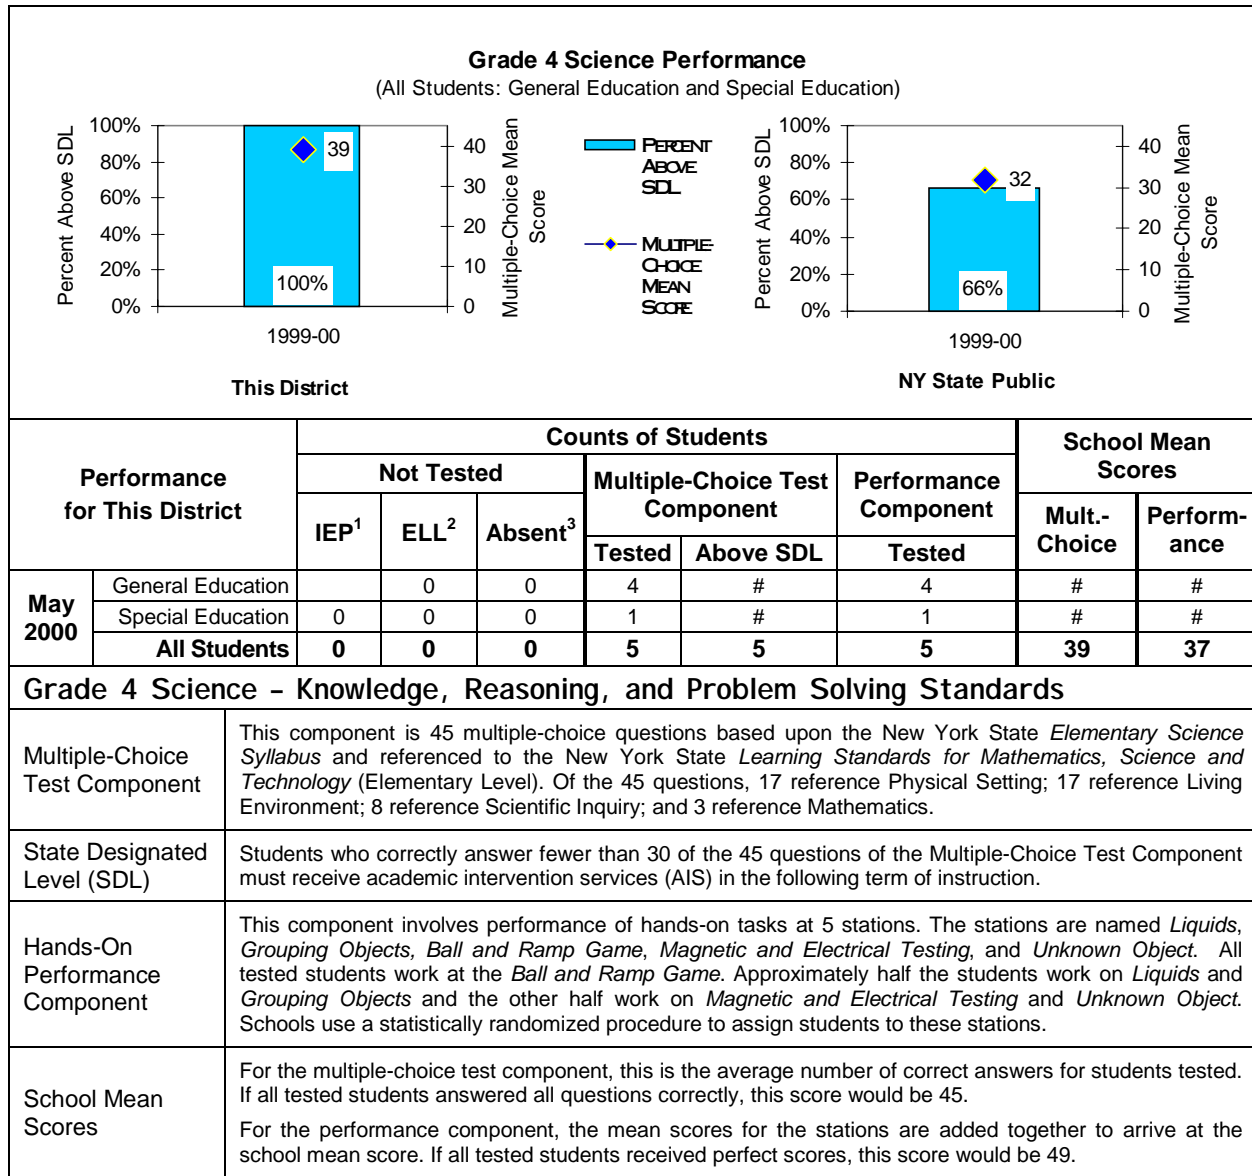 Grade 4 Science Performance
(All Students: General Education and Special Education)
Percent Above SDL
100%
80%
60%
40%
20%
0%
39
100%
1999-00
40
30
20
10
0
Multiple-Choice Mean
Score
This District
PERCENT
ABOVE
SDL
MULTIPLE-
CHOICE
MEAN
SCORE
Percent Above SDL
100%
80%
60%
40%
20%
0%
32
66%
1999-00
40
30
20
10
0
Multiple-Choice Mean
Score
NY State Public
Performance
for This District
Counts of Students
School Mean
Scores
Not Tested
Multiple-Choice Test
Component
Performance
Component
IEP1 ELL2 Absent3
Tested Above SDL Tested
Mult.-
Choice
Perform-
ance
May
2000
General Education 0 0 4 # 4 # #
Special Education 0 0 0 1 # 1 # #
All Students 0 0 0 5 5 5 39 37
Grade 4 Science – Knowledge, Reasoning, and Problem Solving Standards
Multiple-Choice
Test Component
This component is 45 multiple-choice questions based upon the New York State Elementary Science
Syllabus and referenced to the New York State Learning Standards for Mathematics, Science and
Technology (Elementary Level). Of the 45 questions, 17 reference Physical Setting; 17 reference Living
Environment; 8 reference Scientific Inquiry; and 3 reference Mathematics.
State Designated
Level (SDL)
Students who correctly answer fewer than 30 of the 45 questions of the Multiple-Choice Test Component
must receive academic intervention services (AIS) in the following term of instruction.
Hands-On
Performance
Component
This component involves performance of hands-on tasks at 5 stations. The stations are named Liquids,
Grouping Objects, Ball and Ramp Game, Magnetic and Electrical Testing, and Unknown Object. All
tested students work at the Ball and Ramp Game. Approximately half the students work on Liquids and
Grouping Objects and the other half work on Magnetic and Electrical Testing and Unknown Object.
Schools use a statistically randomized procedure to assign students to these stations.
School Mean
Scores
For the multiple-choice test component, this is the average number of correct answers for students tested.
If all tested students answered all questions correctly, this score would be 45.
For the performance component, the mean scores for the stations are added together to arrive at the
school mean score. If all tested students received perfect scores, this score would be 49.